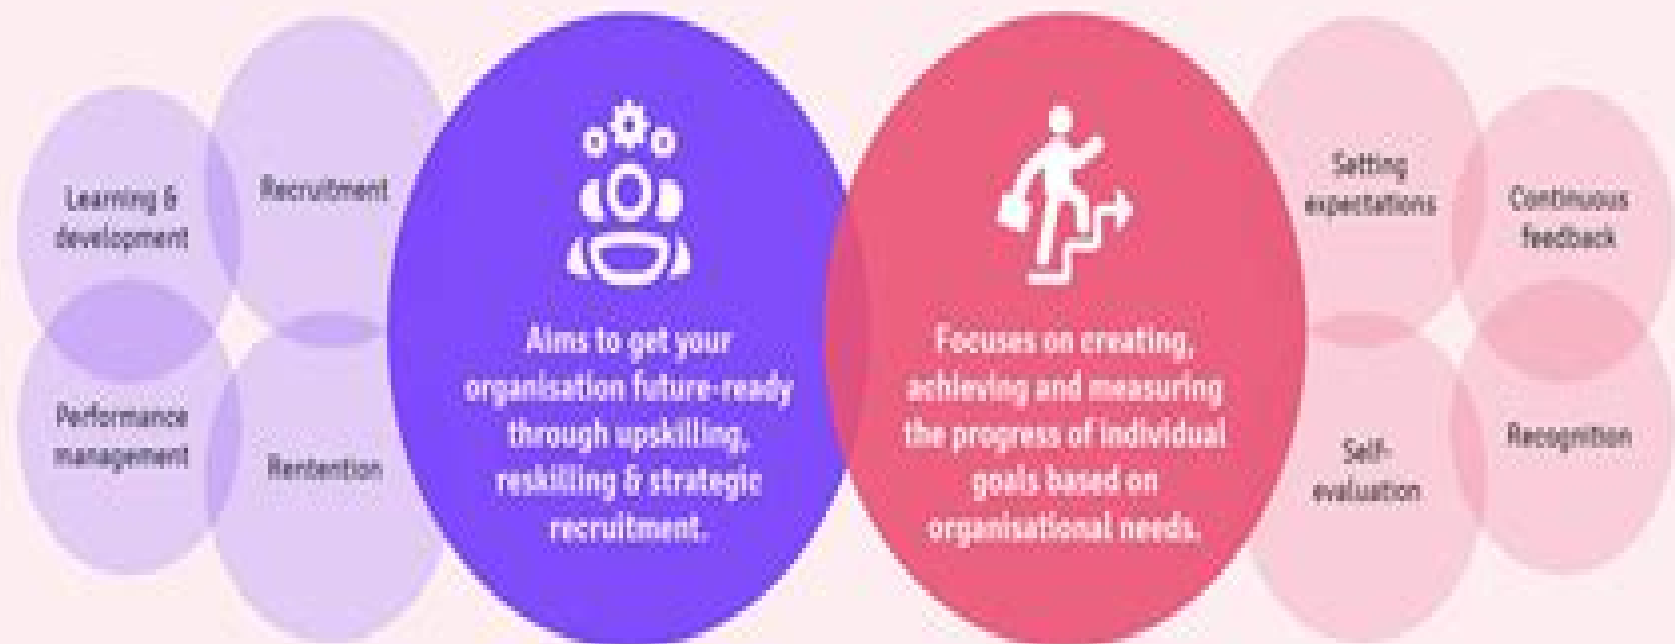 Learning &
development
Recruitment
Performance
management
Rentention
Aims to get your
organisation future-ready
through upskilling,
reskilling & strategic
recruitment.
Focuses on creating,
achieving and measuring
the progress of individual
goals based on
organisational needs.
Setting
expectations
Continuous
feedback
Self-
evaluation
Recognition